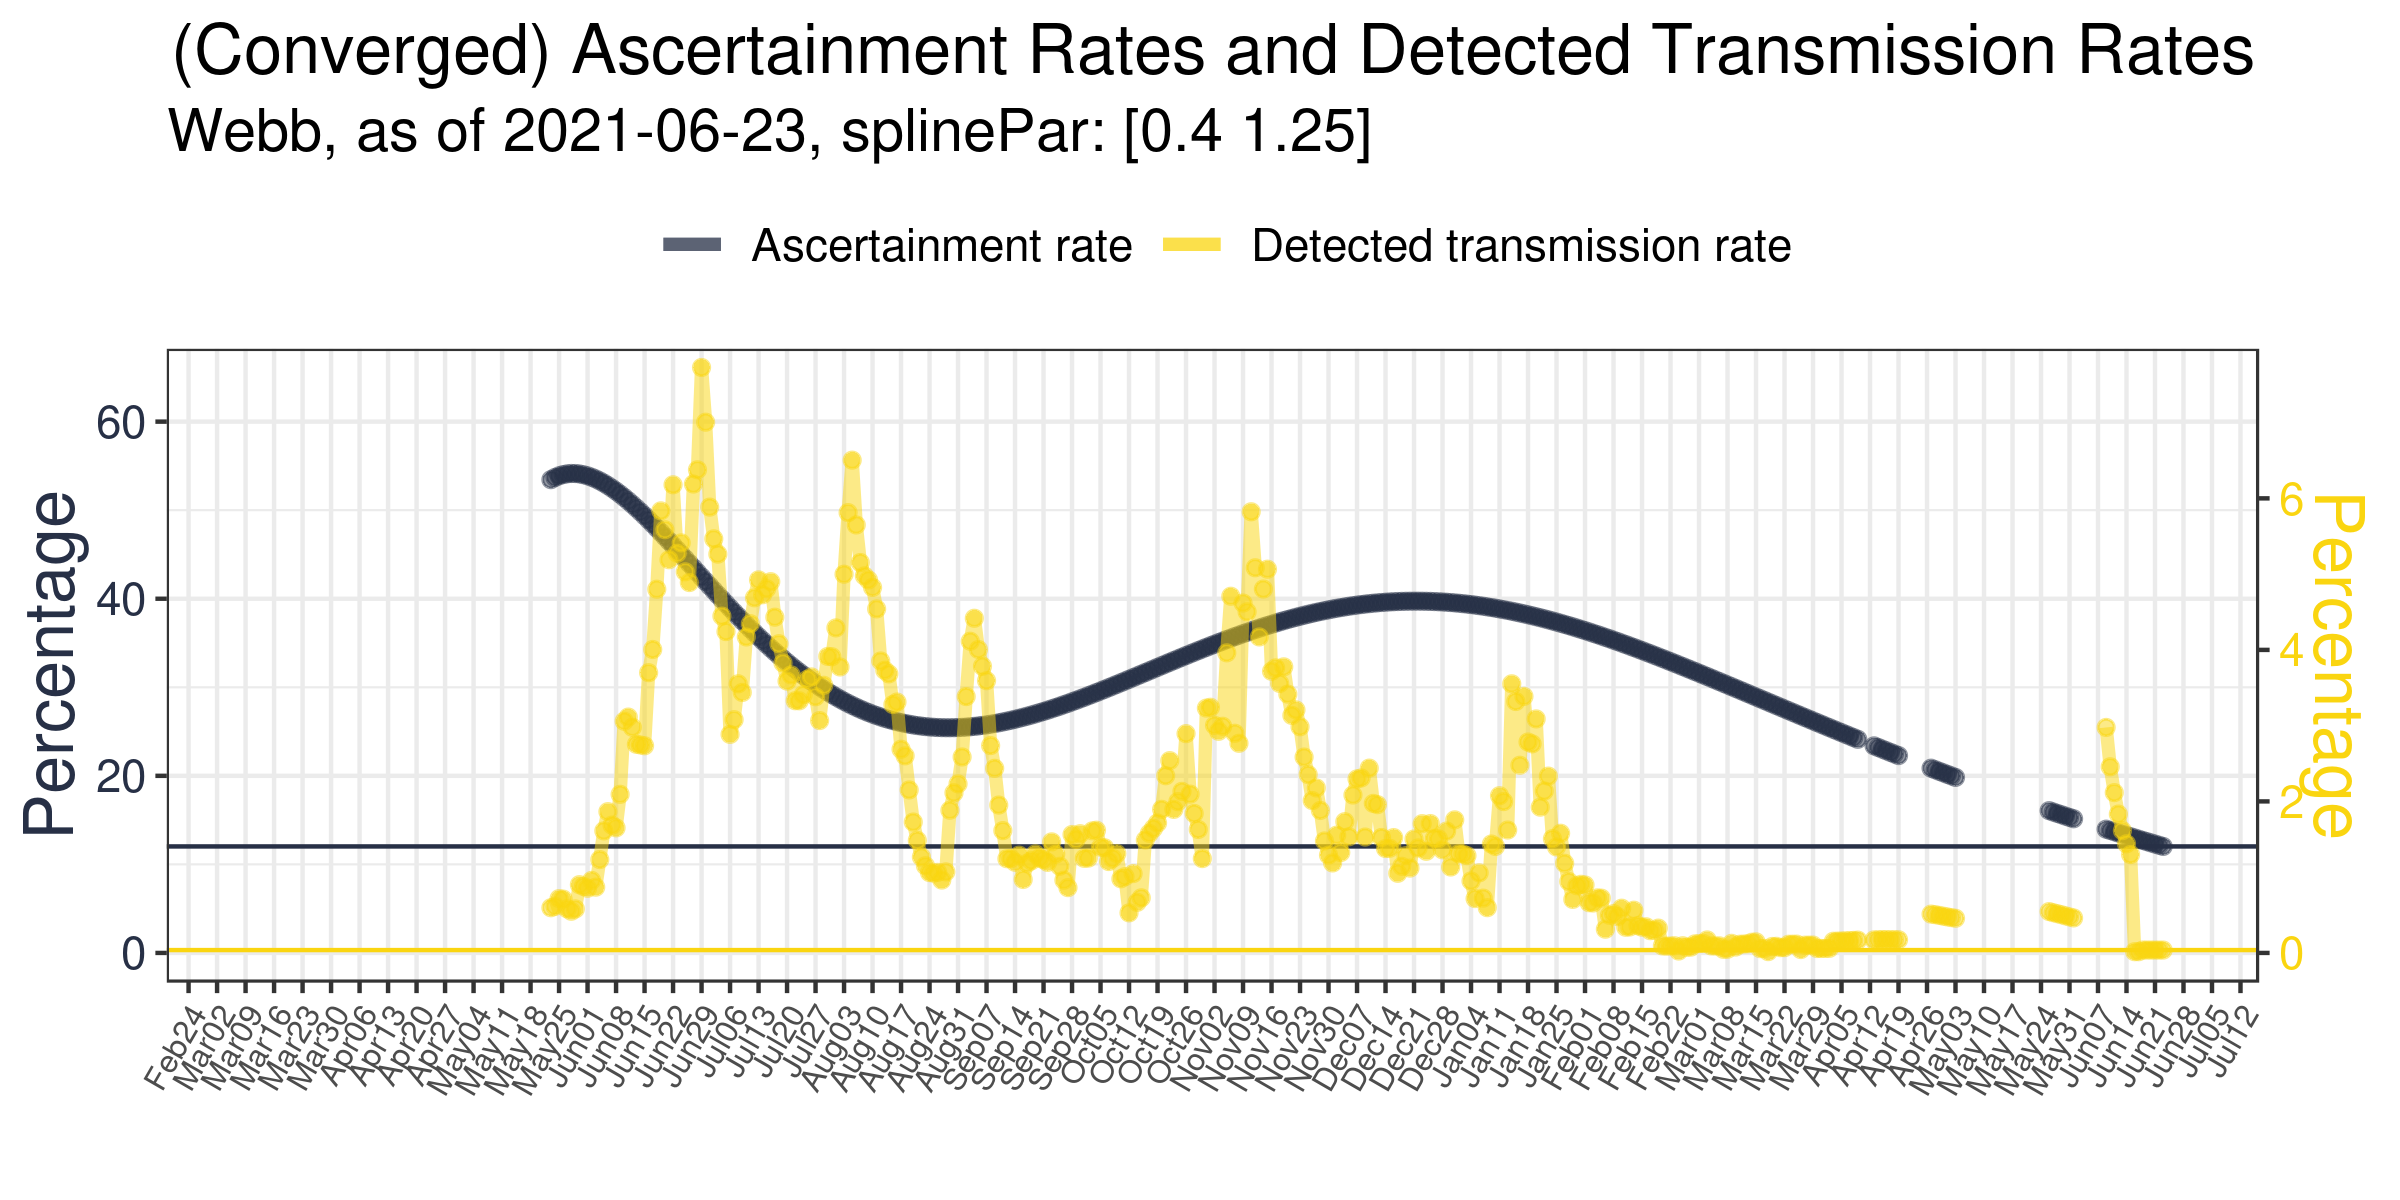 (Converged) Ascertainment Rates and Detected Transmission Rates
Webb, as of 2021-06-23, splinePar: [0.4 1.25]
Ascertainment rate
Detected transmission rate
Percentage
60
40
20
0
6
4
2
0
Percentage
Feb24
Mar02
Mar09
Mar16
Mar23
Mar30
Apr06
Apr13
Apr20
Apr27
May04
May11
May18
May25
Jun01
Jun08
Jun15
Jun22
Jun29
Jul06
Jul13
Jul20
Jul27
Aug03
Aug10
Aug17
Aug24
Aug31
Sep07
Sep14
Sep21
Sep28
Oct05
Oct12
Oct19
Oct26
Nov02
Nov09
Nov16
Nov23
Nov30
Dec07
Dec14
Dec21
Dec28
Jan04
Jan11
Jan18
Jan25
Feb01
Feb08
Feb15
Feb22
Mar01
Mar08
Mar15
Mar22
Mar29
Apr05
Apr12
Apr19
Apr26
May03
May10
May17
May24
May31
Jun07
Jun14
Jun21
Jun28
Jul05
Jul12